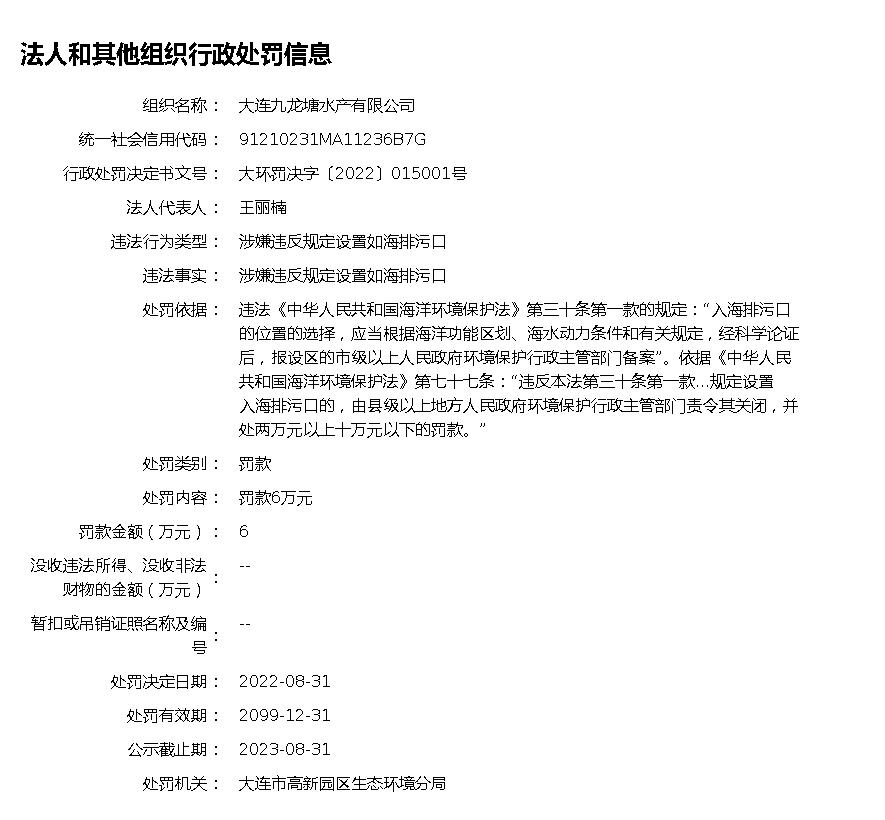 法人和其他组织行政处罚信息
组织名称： 大连九龙塘水产有限公司
统一社会信用代码： 91210231MA11236B7G
行政处罚决定书文号： 大环罚决字〔2022〕015001号
法人代表人： 王丽楠
违法行为类型： 涉嫌违反规定设置如海排污口
违法事实： 涉嫌违反规定设置如海排污口
处罚依据： 违法《中华人民共和国海洋环境保护法》第三十条第一款的规定：“入海排污口
的位置的选择，应当根据海洋功能区划、海水动力条件和有关规定，经科学论证
后，报设区的市级以上人民政府环境保护行政主管部门备案”。依据《中华人民
共和国海洋环境保护法》第七十七条：“违反本法第三十条第一款...规定设置
入海排污口的，由县级以上地方人民政府环境保护行政主管部门责令其关闭，并
处两万元以上十万元以下的罚款。”
处罚类别： 罚款
处罚内容： 罚款6万元
罚款金额（万元）： 6
没收违法所得、没收非法
财物的金额（万元）： --
暂扣或吊销证照名称及编
号： --
处罚决定日期： 2022-08-31
处罚有效期： 2099-12-31
公示截止期： 2023-08-31
处罚机关： 大连市高新园区生态环境分局